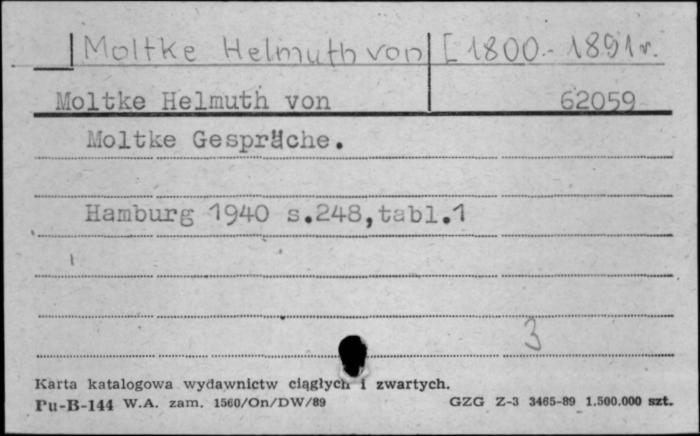 Moltke Helmuth von [1800-1891r.
Moltke Helmuth von 62059
Moltke Gespräche.
Hamburg 1940 s.248,tabl.1
3
Karta katalogowa wydawnictw ciągłych i zwartych.
Pu-B-144 W.A. zam. 1560/On/DW/89 GZG Z-3 3465-89 1.500.000 szt.